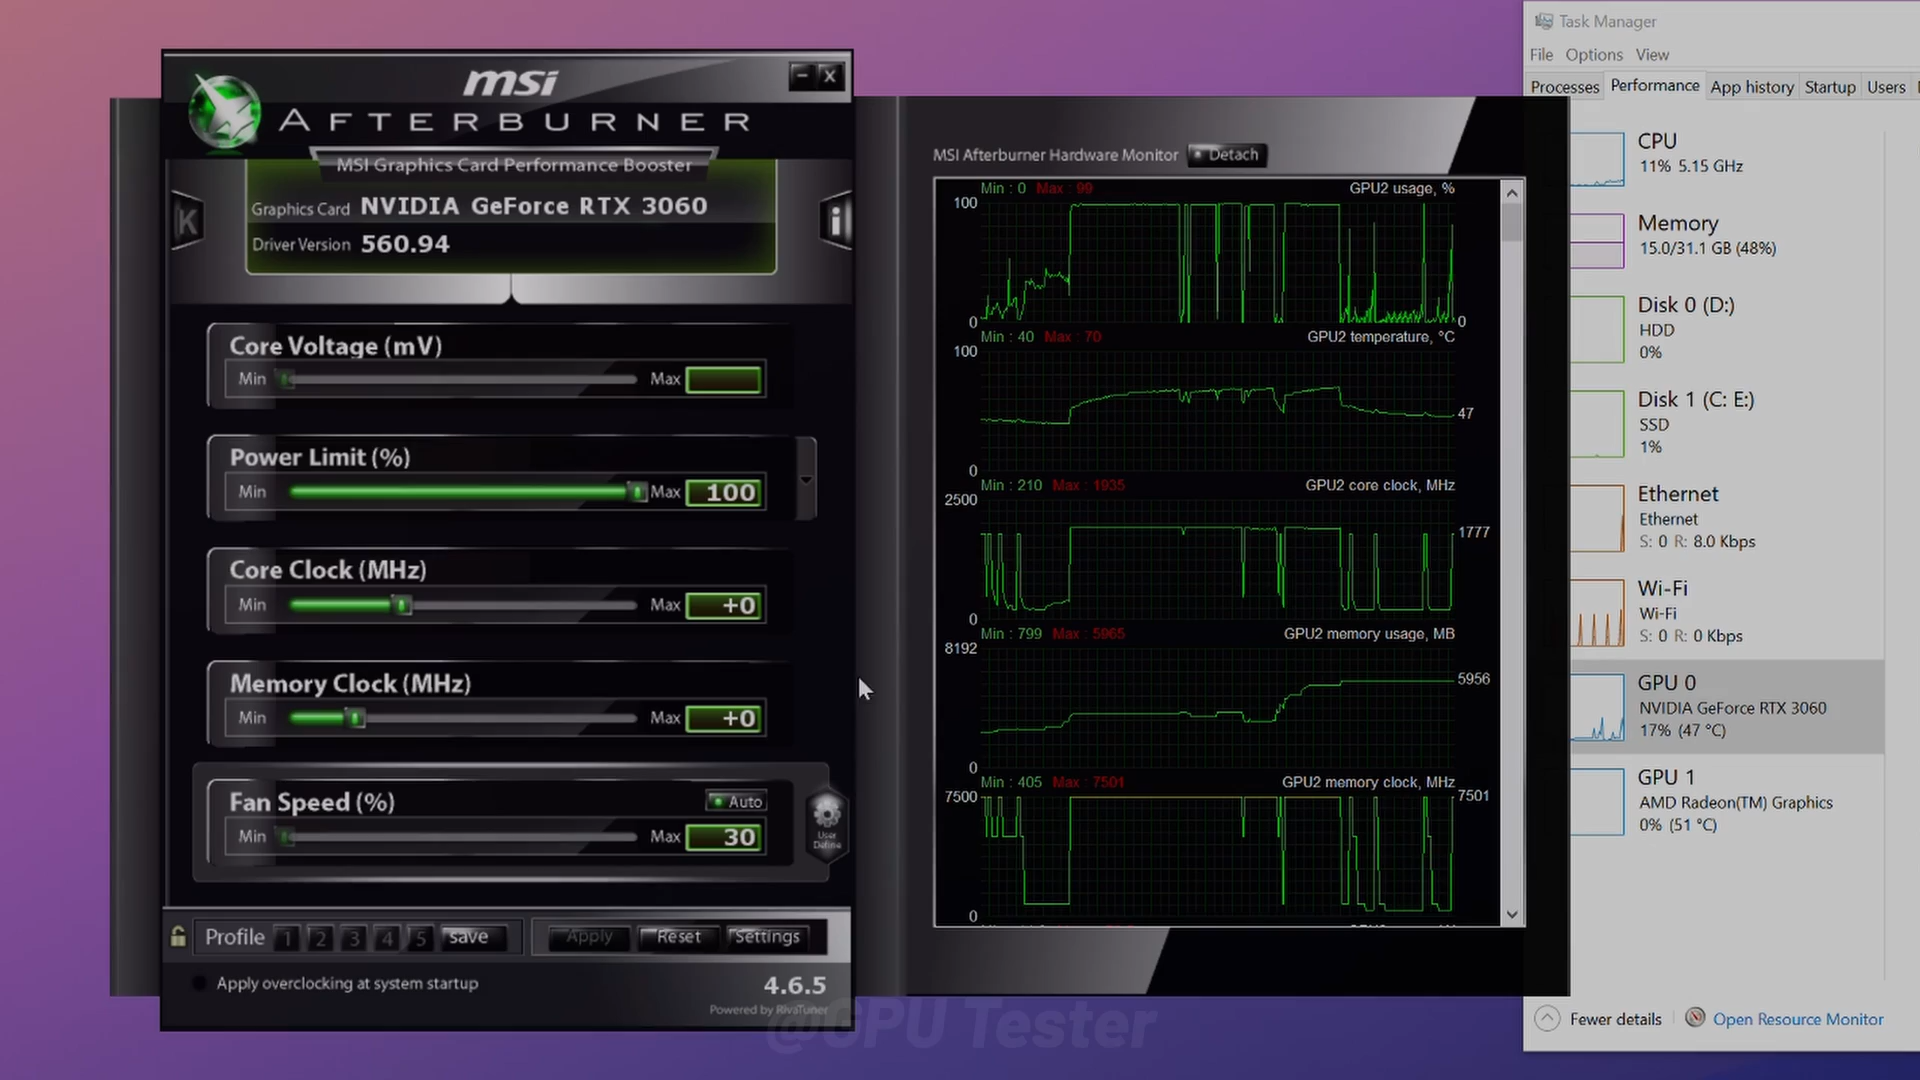 msi
AFTERBURNER
MSI Graphics Card Performance Booster
Graphics Card NVIDIA GeForce RTX 3060
Driver Version 560.94
K
i
Core Voltage (mV)
Min Max
Power Limit (%)
Min Max 100
Core Clock (MHz)
Min Max +0
Memory Clock (MHz)
Min Max +0
Fan Speed (%) Auto
Min Max 30
User
Define
Profile 1 2 3 4 5 save Apply Reset Settings
Apply overclocking at system startup
4.6.5
Powered by RivaTuner
MSI Afterburner Hardware Monitor Detach
Min : 0 Max : 99 GPU2 usage, %
100
0 0
Min : 40 Max : 70 GPU2 temperature, °C
100
47
0
Min : 210 Max : 1935 GPU2 core clock, MHz
2500
1777
0
Min : 799 Max : 5965 GPU2 memory usage, MB
8192
5956
0
Min : 405 Max : 7501 GPU2 memory clock, MHz
7500 7501
0
Task Manager
File Options View
Processes Performance App history Startup Users
CPU
11% 5.15 GHz
Memory
15.0/31.1 GB (48%)
Disk 0 (D:)
HDD
0%
Disk 1 (C: E:)
SSD
1%
Ethernet
Ethernet
S: 0 R: 8.0 Kbps
Wi-Fi
Wi-Fi
S: 0 R: 0 Kbps
GPU 0
NVIDIA GeForce RTX 3060
17% (47 °C)
GPU 1
AMD Radeon(TM) Graphics
0% (51 °C)
Fewer details Open Resource Monitor
@GPU Tester